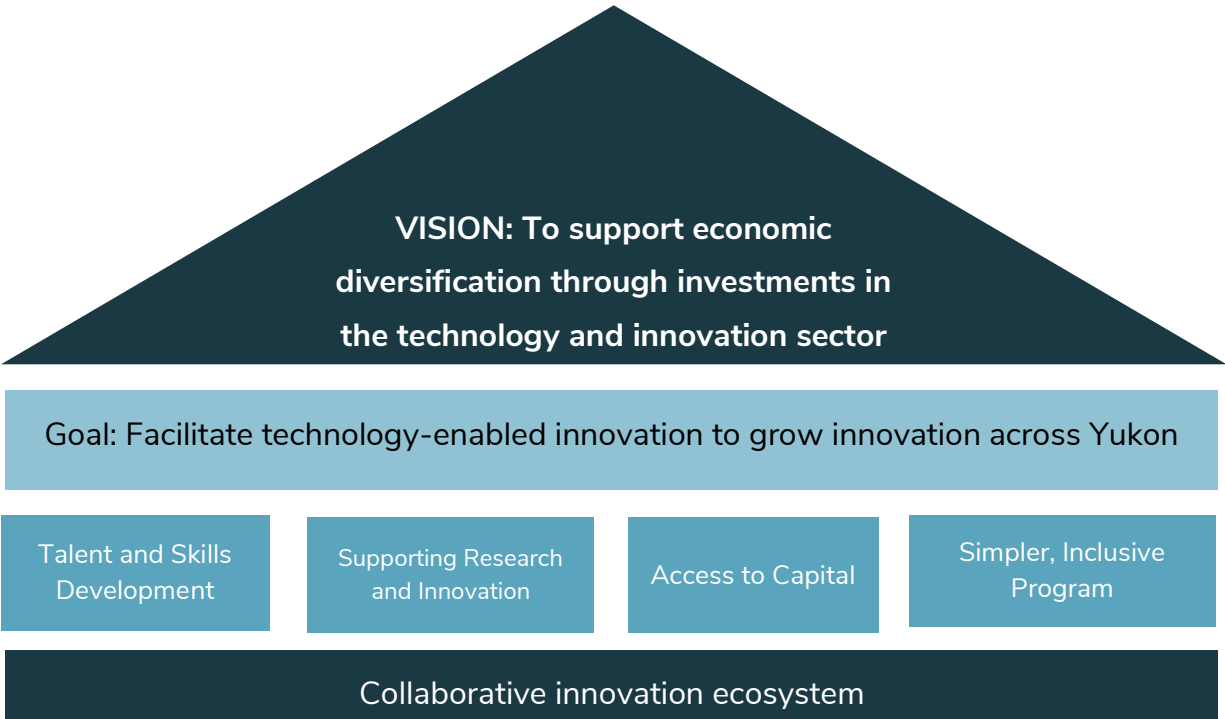 VISION: To support economic
diversification through investments in
the technology and innovation sector
Goal: Facilitate technology-enabled innovation to grow innovation across Yukon
Talent and Skills
Development
Supporting Research
and Innovation
Access to Capital
Simpler, Inclusive
Program
Collaborative innovation ecosystem